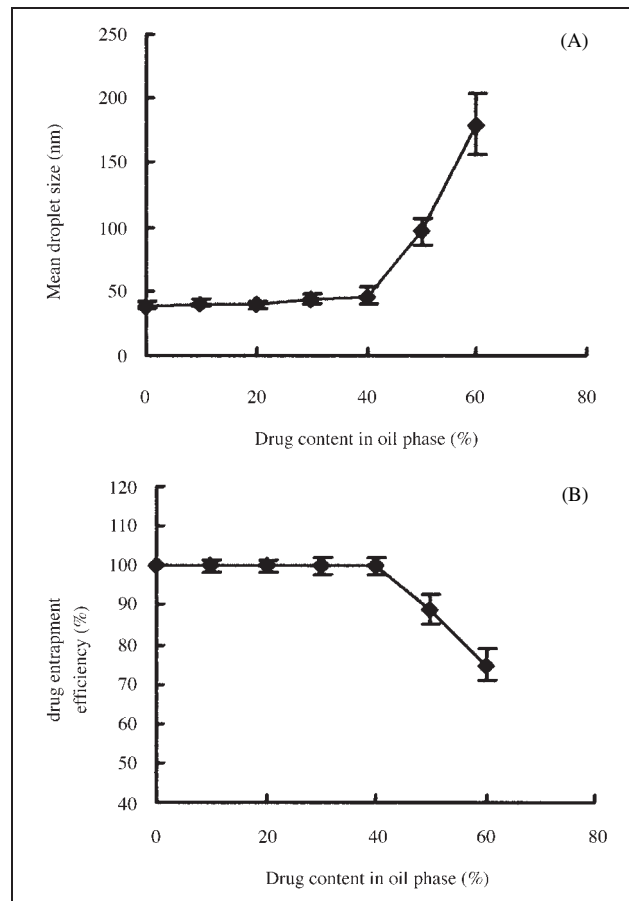 (A)
250
200
150
100
50
0
Mean droplet size (nm)
0 20 40 60 80
Drug content in oil phase (%)
(B)
120
110
100
90
80
70
60
50
40
drug entrapment
efficiency (%)
0 20 40 60 80
Drug content in oil phase (%)